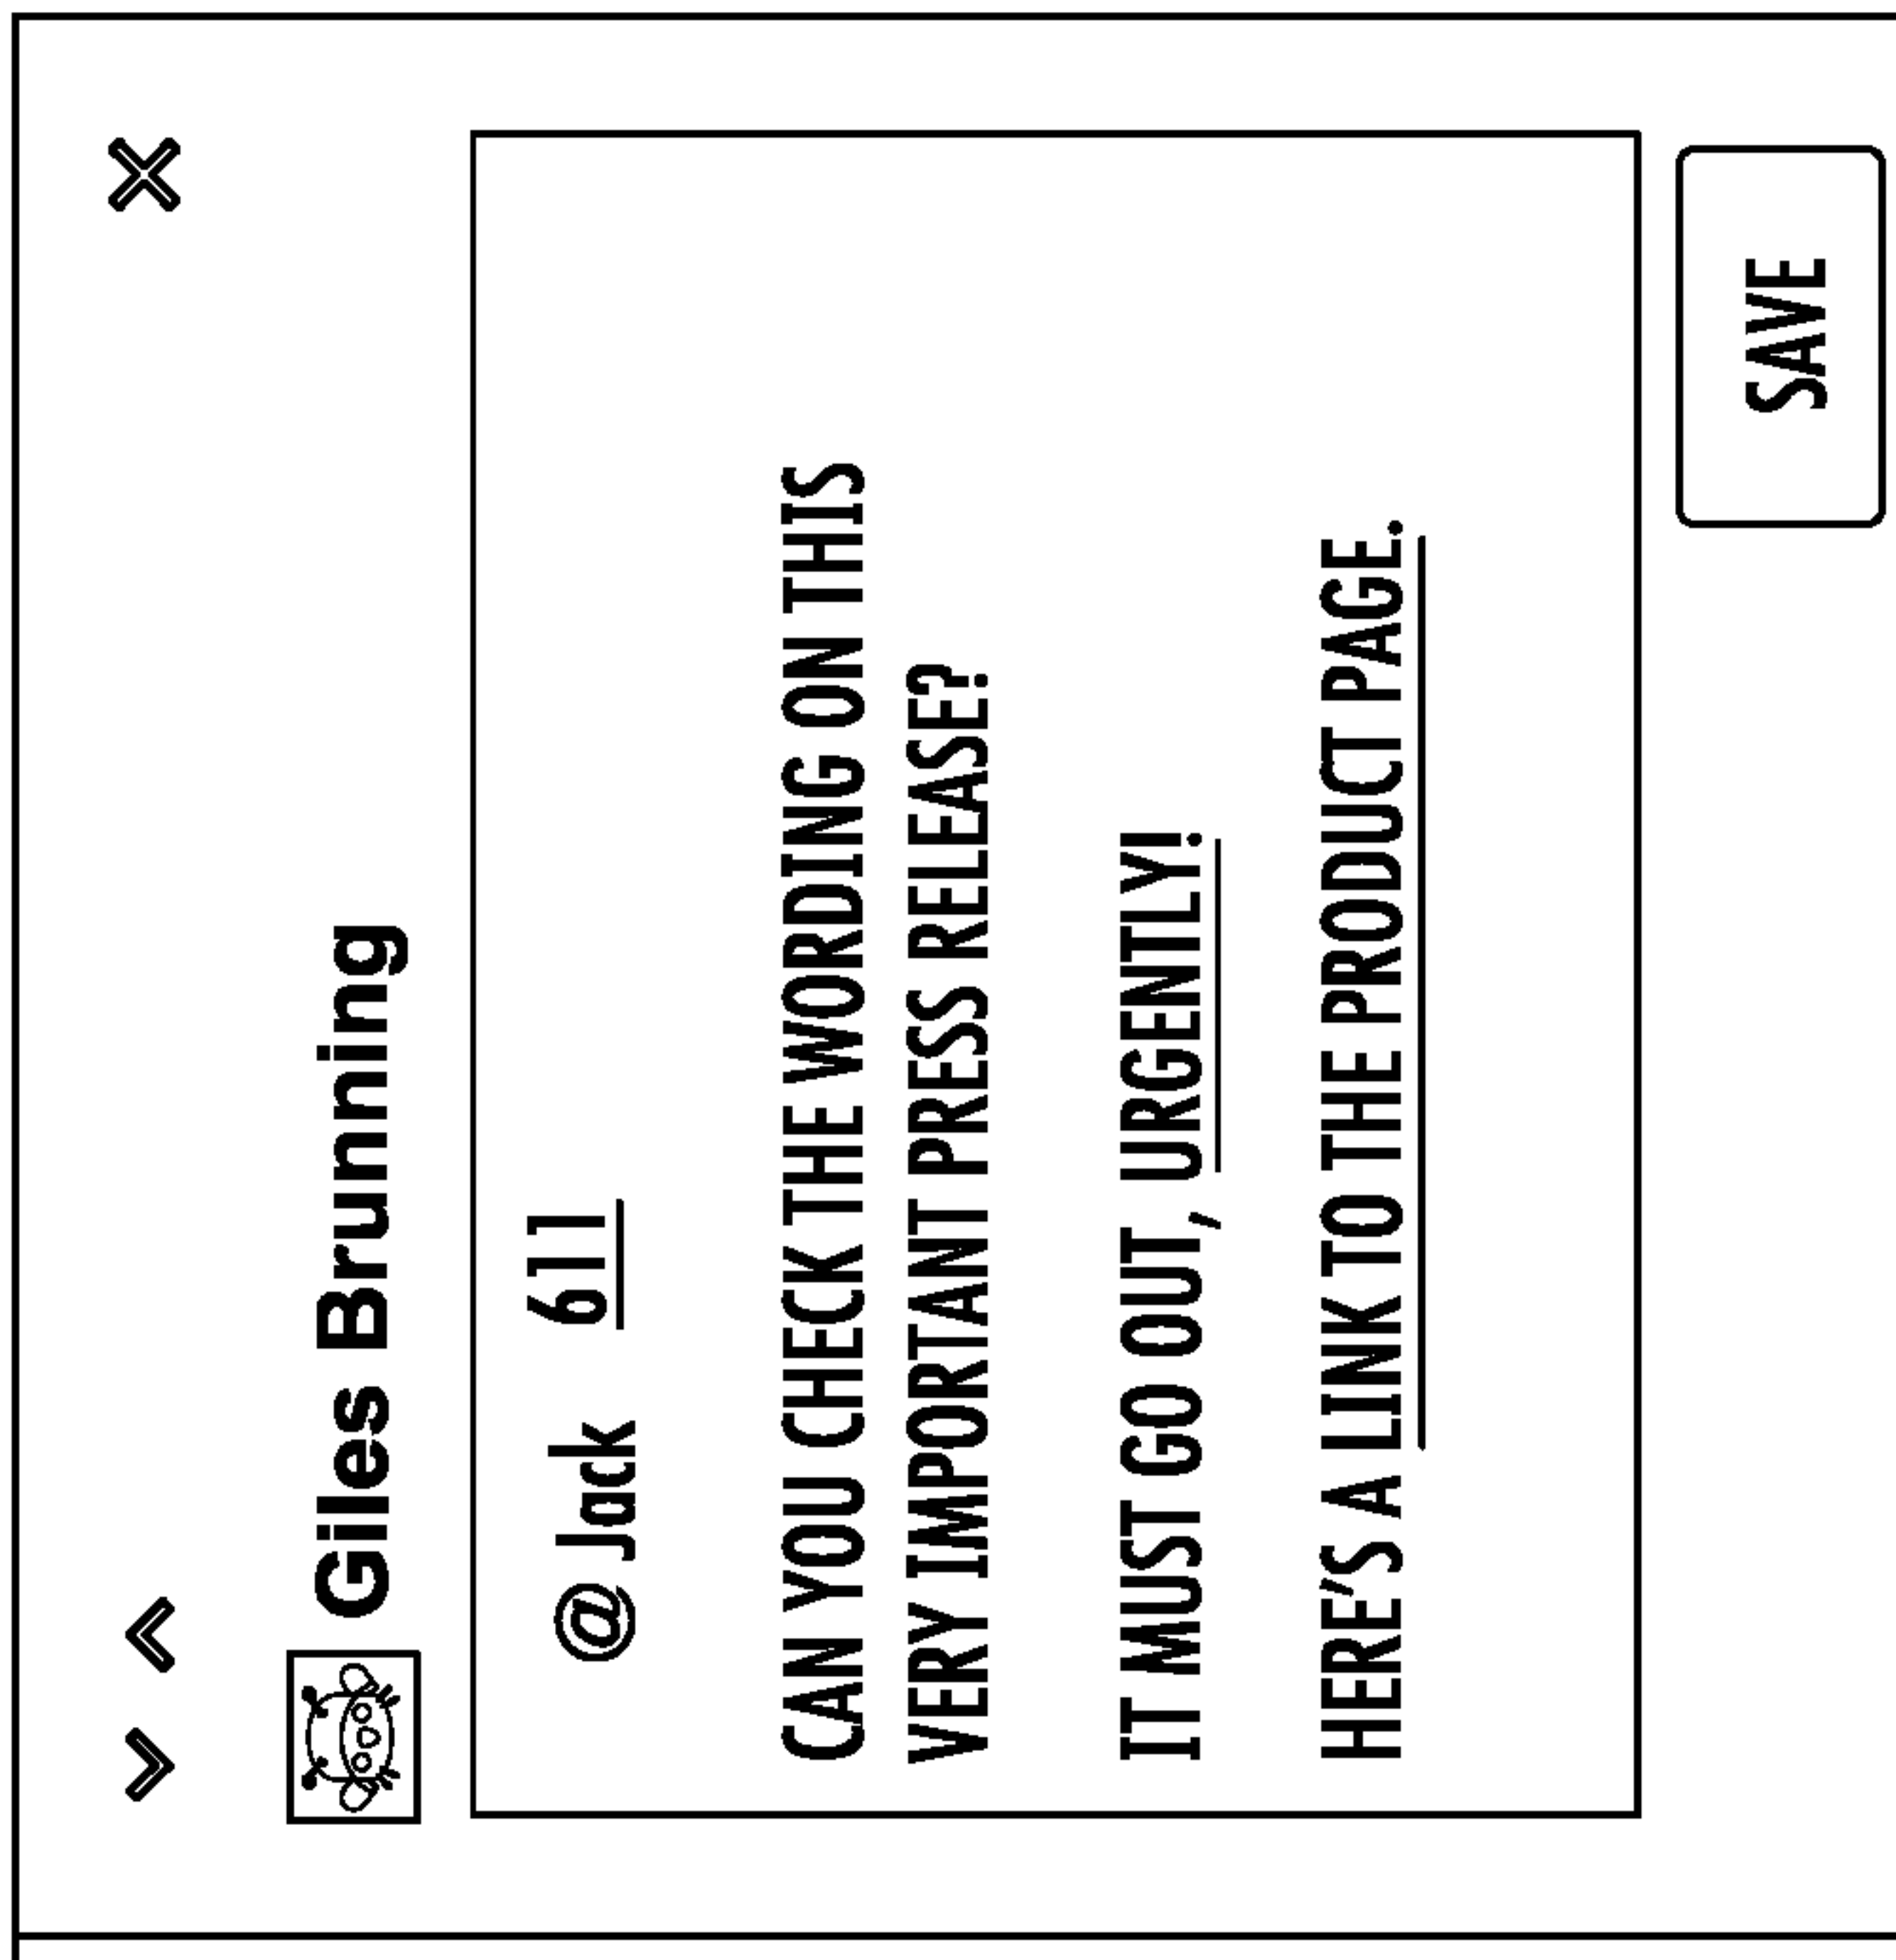 Giles Brunning
@ Jack 611
CAN YOU CHECK THE WORDING ON THIS
VERY IMPORTANT PRESS RELEASE?
IT MUST GO OUT, URGENTLY!
HERE'S A LINK TO THE PRODUCT PAGE.
SAVE